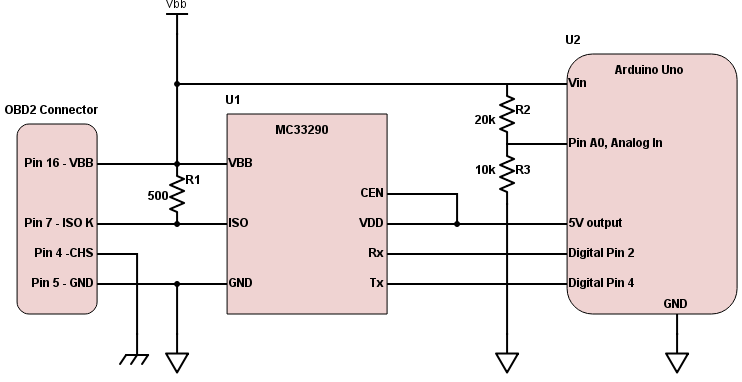 Vbb
U2
Arduino Uno
Vin
U1
OBD2 Connector
R2
20k
MC33290
Pin A0, Analog In
Pin 16 - VBB
VBB
10k
R3
R1
500
CEN
Pin 7 - ISO K
ISO
VDD
5V output
Pin 4 -CHS
Rx
Digital Pin 2
Pin 5 - GND
GND
Tx
Digital Pin 4
GND